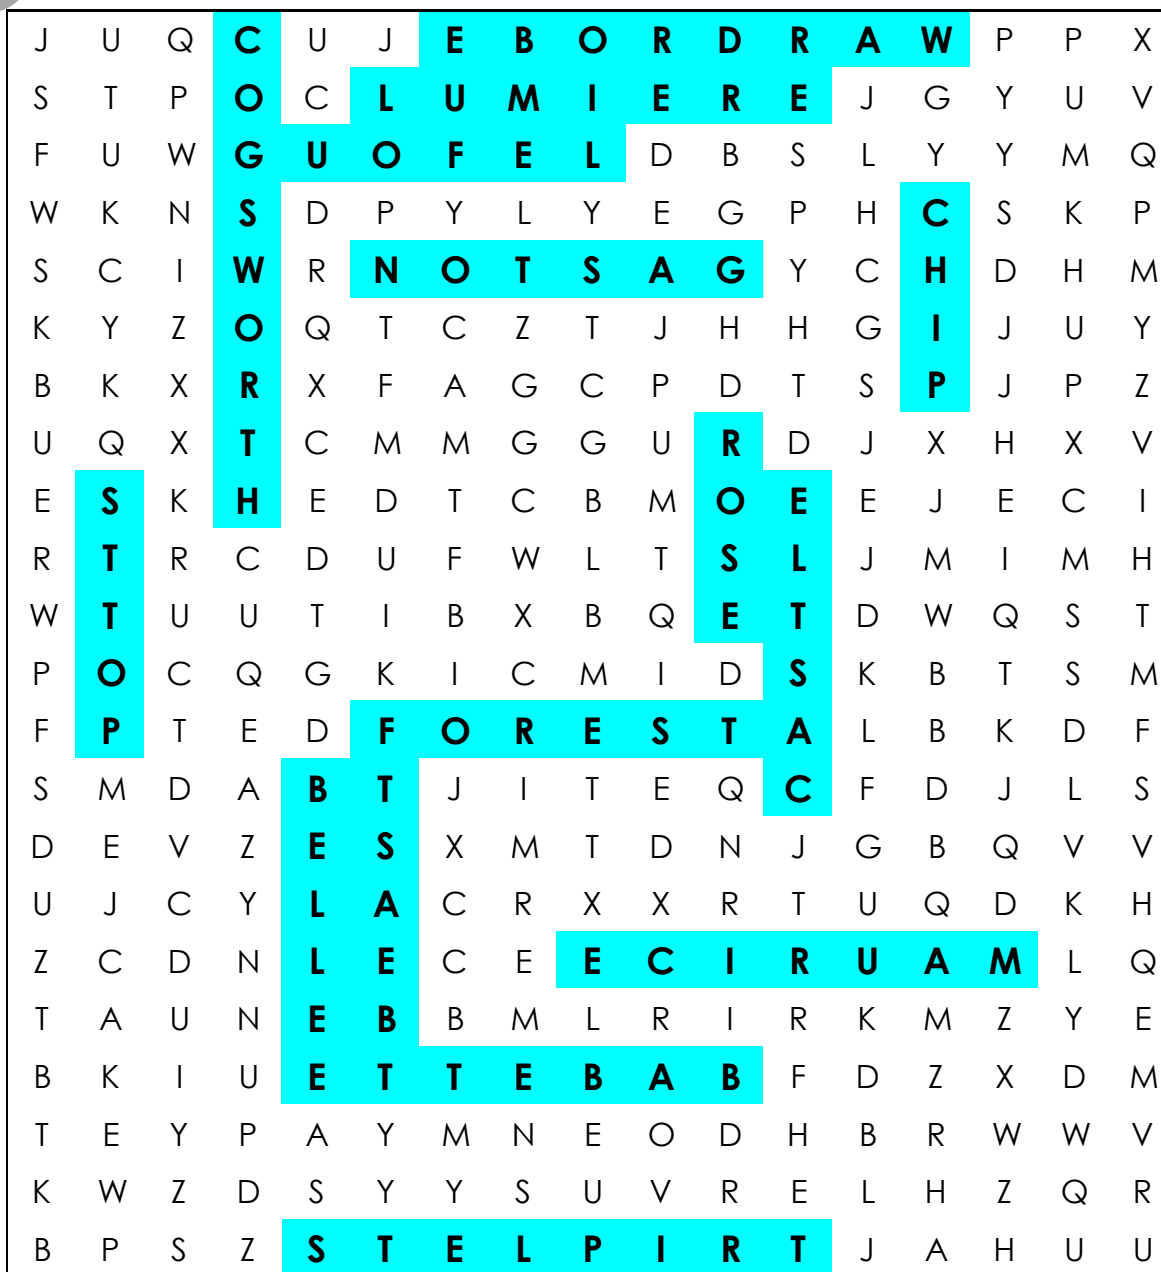 J U Q C U J E B O R D R A W P P X
S T P O C L U M I E R E J G Y U V
F U W G U O F E L D B S L Y Y M Q
W K N S D P Y L Y E G P H C S K P
S C I W R N O T S A G Y C H D H M
K Y Z O Q T C Z T J H H G I J U Y
B K X R X F A G C P D T S P J P Z
U Q X T C M M G G U R D J X H X V
E S K H E D T C B M O E E J E C I
R T R C D U F W L T S L J M I M H
W T U U T I B X B Q E T D W Q S T
P O C Q G K I C M I D S K B T S M
F P T E D F O R E S T A L B K D F
S M D A B T J I T E Q C F D J L S
D E V Z E S X M T D N J G B Q V V
U J C Y L A C R X X R T U Q D K H
Z C D N L E C E E C I R U A M L Q
T A U N E B B M L R I R K M Z Y E
B K I U E T T E B A B F D Z X D M
T E Y P A Y M N E O D H B R W W V
K W Z D S Y Y S U V R E L H Z Q R
B P S Z S T E L P I R T J A H U U